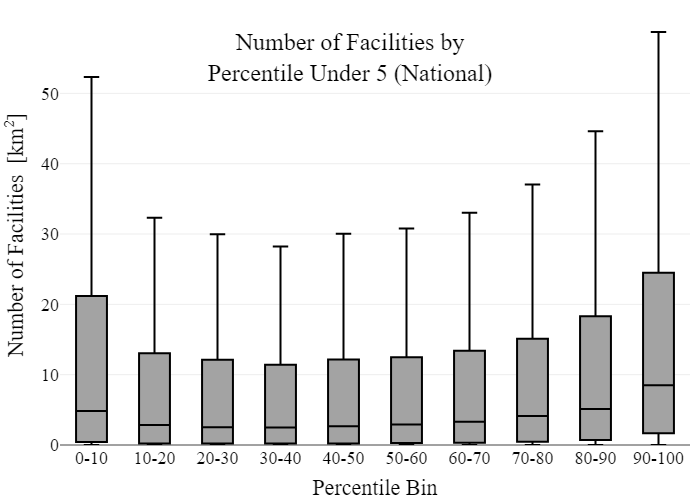 Number of Facilities by
Percentile Under 5 (National)
Number of Facilities [km²]
50
40
30
20
10
0
0-10 10-20 20-30 30-40 40-50 50-60 60-70 70-80 80-90 90-100
Percentile Bin